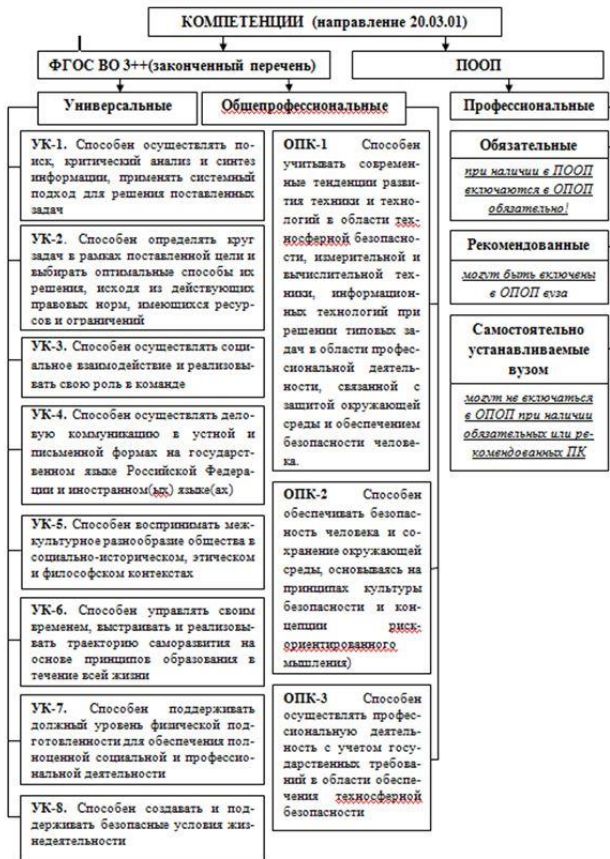 КОМПЕТЕНЦИИ (направление 20.03.01)
ФГОС ВО 3++(законченный перечень)
ПООП
Универсальные
Общепрофессиональные
Профессиональные
УК-1. Способен осуществлять по-
иск, критический анализ и синтез
информации, применять системный
подход для решения поставленных
задач
УК-2. Способен определять круг
задач в рамках поставленной цели и
выбирать оптимальные способы их
решения, исходя из действующих
правовых норм, имеющихся ресур-
сов и ограничений
УК-3. Способен осуществлять соци-
альное взаимодействие и реализовы-
вать свою роль в команде
УК-4. Способен осуществлять дело-
вую коммуникацию в устной и
письменной формах на государст-
венном языке Российской Федера-
ции и иностранном(ых) языке(ах)
УК-5. Способен воспринимать меж-
культурное разнообразие общества в
социально-историческом, этическом
и философском контекстах
УК-6. Способен управлять своим
временем, выстраивать и реализовы-
вать траекторию саморазвития на
основе принципов образования в
течение всей жизни
УК-7. Способен поддерживать
должный уровень физической под-
готовленности для обеспечения пол-
ноценной социальной и профессио-
нальной деятельности
УК-8. Способен создавать и под-
держивать безопасные условия жиз-
недеятельности
ОПК-1 Способен
учитывать современ-
ные тенденции разви
тия техники и техно-
логий в области тех-
носферной безопасно-
сти, измерительной и
вычислительной тех-
ники, информацион-
ных технологий при
решении типовых за-
дач в области профес-
сиональной деятель-
ности, связанной с
защитой окружающей
среды и обеспечением
безопасности челове-
ка.
ОПК-2 Способен
обеспечивать безопас-
ность человека и со-
хранение окружающей
среды, основываясь на
принципах культуры
безопасности и кон-
цепции риск-
ориентированного
мышления)
ОПК-3 Способен
осуществлять профес-
сиональную деятель-
ность с учетом госу-
дарственных требова-
ний в области обеспе-
чения техносферной
безопасности
Обязательные
при наличии в ПООП
включаются в ОПОП
обязательно!
Рекомендованные
могут быть включены
в ОПОП вуза
Самостоятельно
устанавливаемые
вузом
могут не включаться
в ОПОП при наличии
обязательных или ре-
комендованных ПК